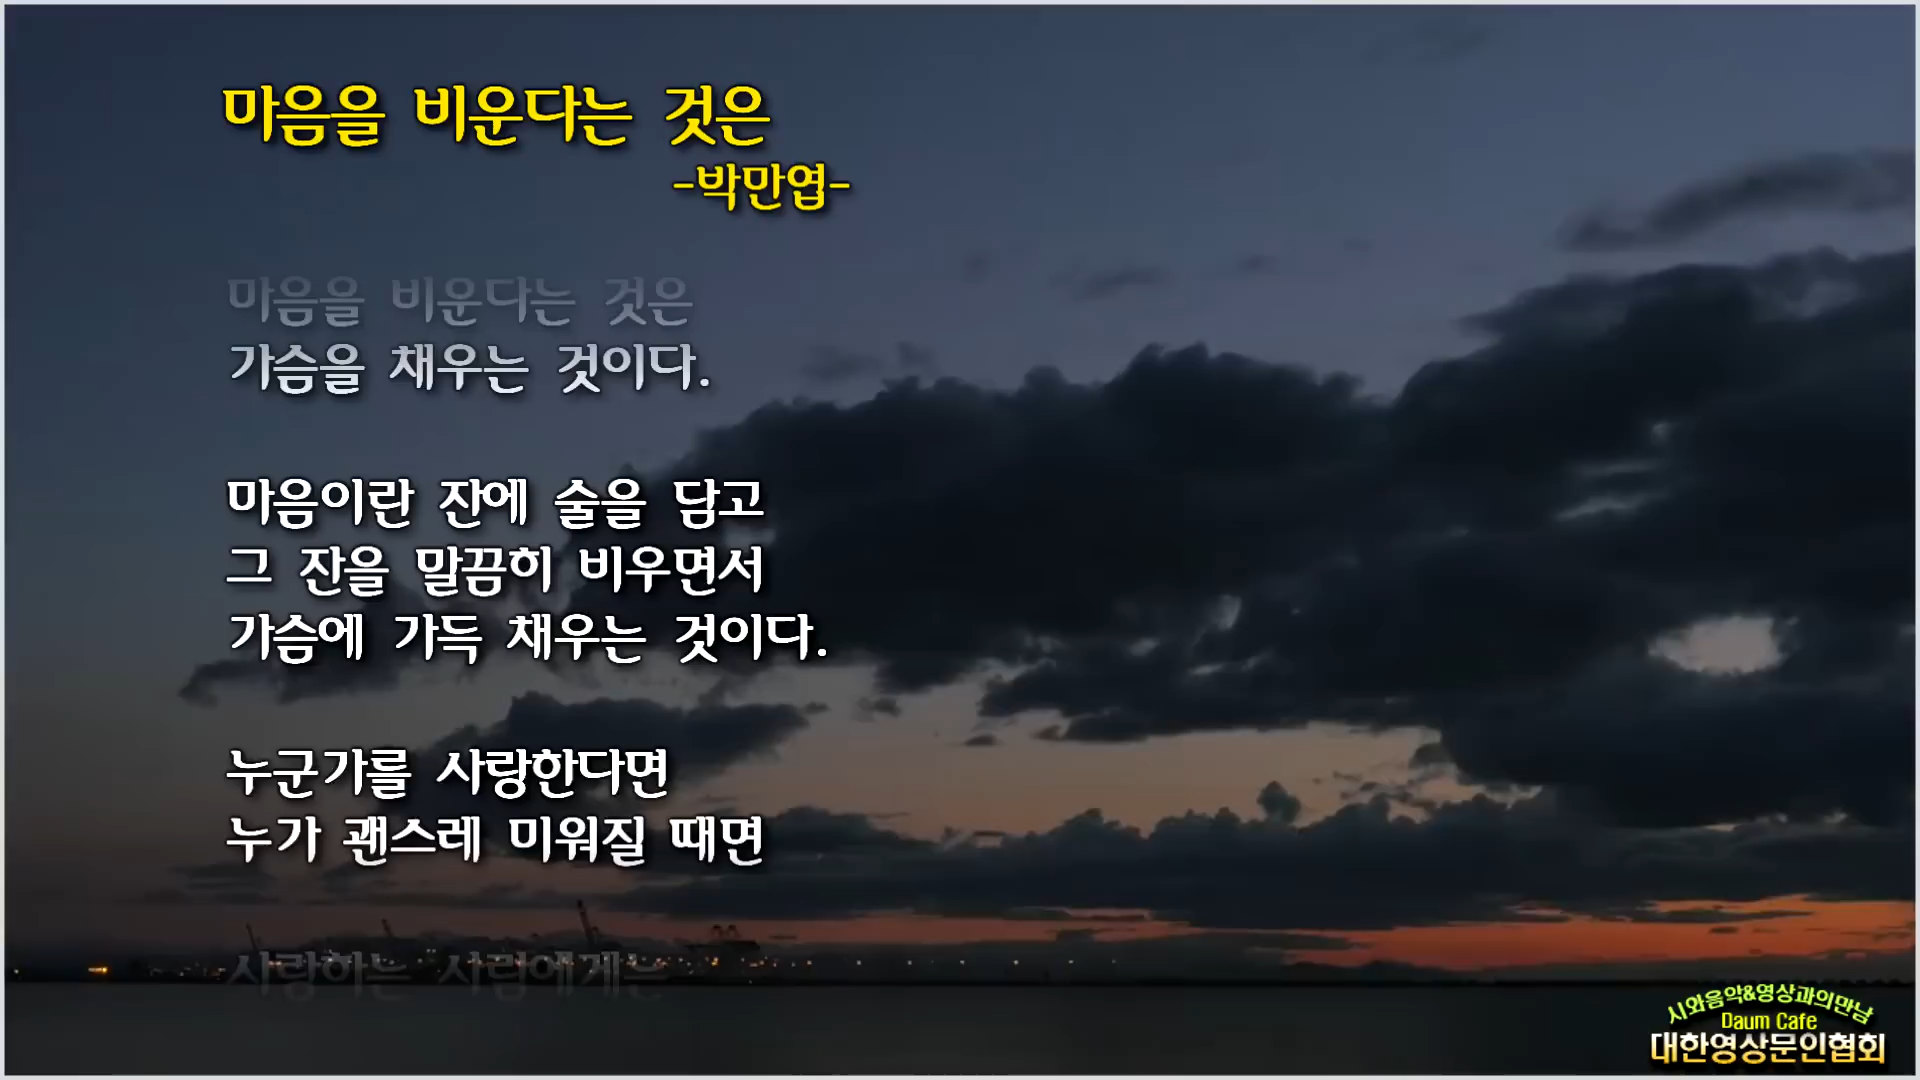 마음을 비운다는 것은
-박만엽-
마음을 비운다는 것은
가슴을 채우는 것이다.
마음이란 잔에 술을 담고
그 잔을 말끔히 비우면서
가슴에 가득 채우는 것이다.
누군가를 사랑한다면
누가 괜스레 미워질 때면
사랑하는 사람에게는
시와음악&영상과의만남
Daum Cafe
대한영상문인협회